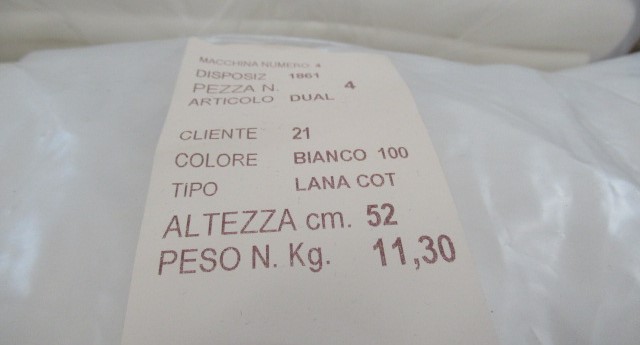 MACCHINA NUMERO 4
DISPOSIZ 1861
PEZZA N. 4
ARTICOLO DUAL
CLIENTE 21
COLORE BIANCO 100
TIPO LANA COT
ALTEZZA cm. 52
PESO N. Kg. 11,30